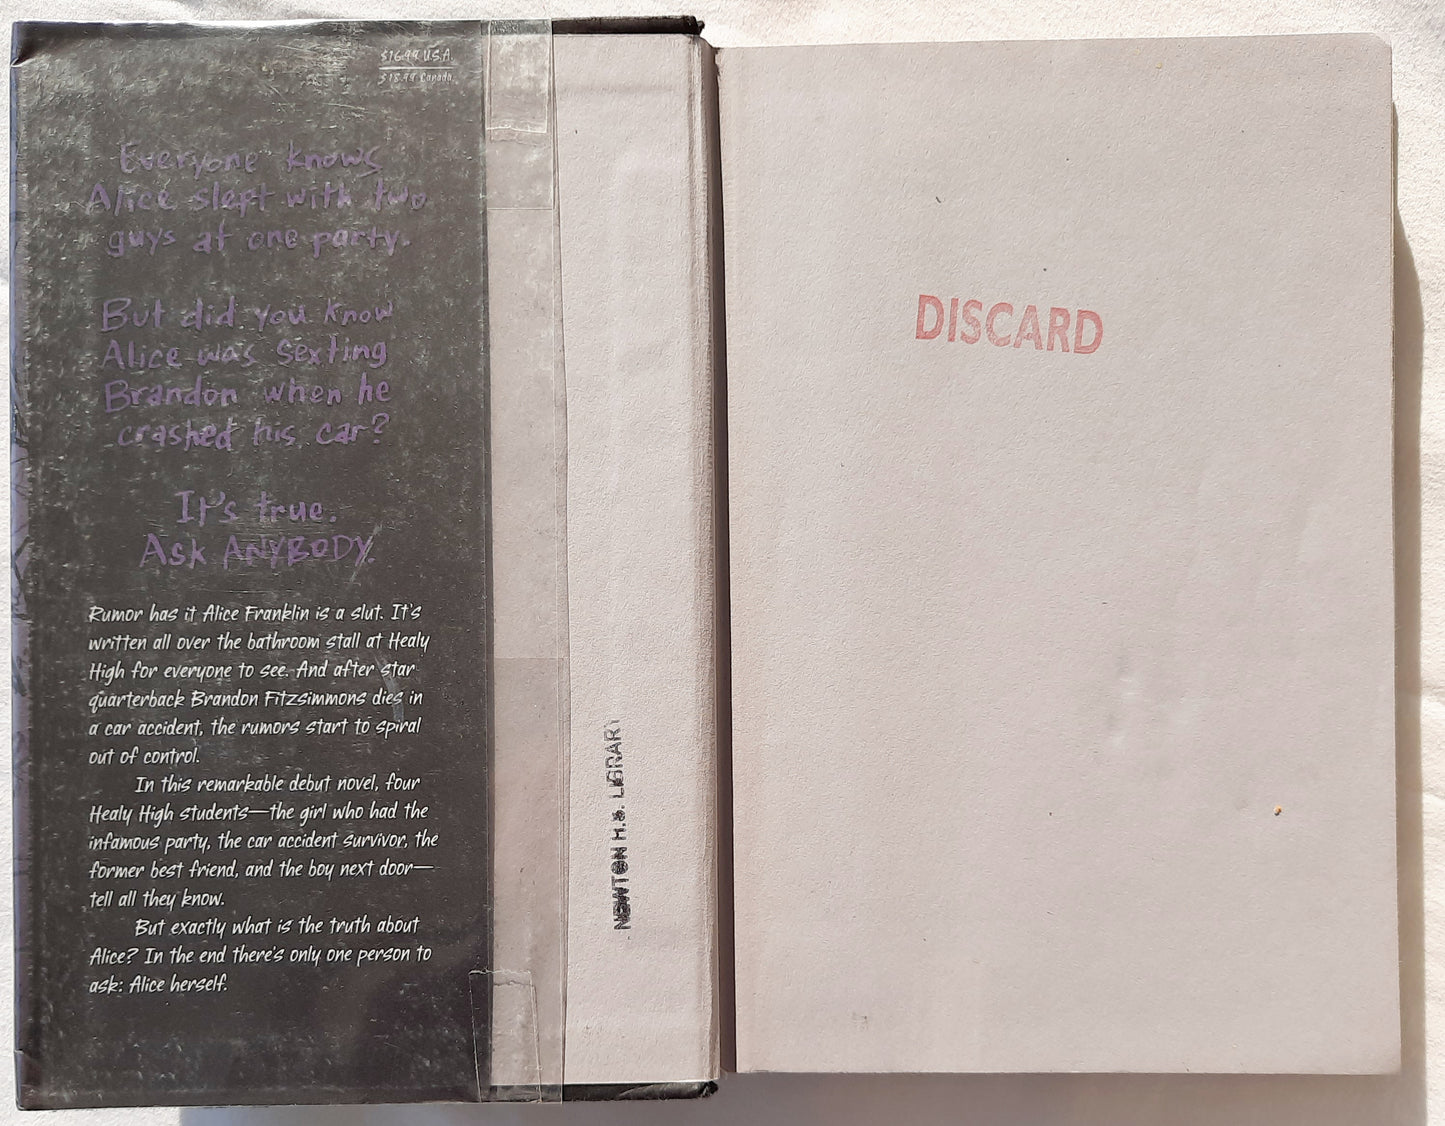 $16.99 U.S.A.
$18.99 Canada
Everyone knows
Alice slept with two
guys at one party.
But did you know
Alice was sexting
Brandon when he
crashed his car?
It's true.
Ask ANYBODY.
Rumor has it Alice Franklin is a slut. It's
written all over the bathroom stall at Healy
High for everyone to see. And after star
quarterback Brandon Fitzsimmons dies in
a car accident, the rumors start to spiral
out of control.
In this remarkable debut novel, four
Healy High students—the girl who had the
infamous party, the car accident survivor, the
former best friend, and the boy next door—
tell all they know.
But exactly what is the truth about
Alice? In the end there's only one person to
ask: Alice herself.
NEWTON H.S. LIBRARY
DISCARD